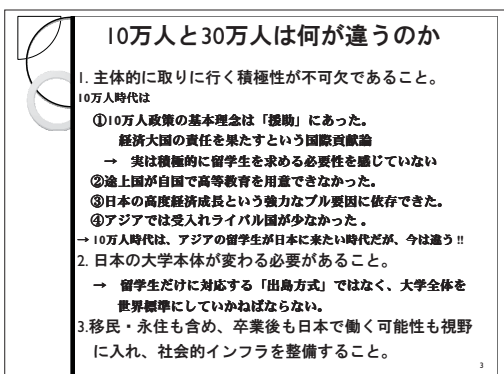 10万人と30万人は何が違うのか
1. 主体的に取りに行く積極性が不可欠であること。
10万人時代は
①10万人政策の基本理念は「援助」にあった。
経済大国の責任を果たすという国際貢献論
→ 実は積極的に留学生を求める必要性を感じていない
②途上国が自国で高等教育を用意できなかった。
③日本の高度経済成長という強力なプル要因に依存できた。
④アジアでは受入れライバル国が少なかった。
→ 10万人時代は、アジアの留学生が日本に来たい時代だが、今は違う!!
2. 日本の大学本体が変わる必要があること。
→ 留学生だけに対応する「出島方式」ではなく、大学全体を
世界標準にしていかねばならない。
3.移民・永住も含め、卒業後も日本で働く可能性も視野
に入れ、社会的インフラを整備すること。
3